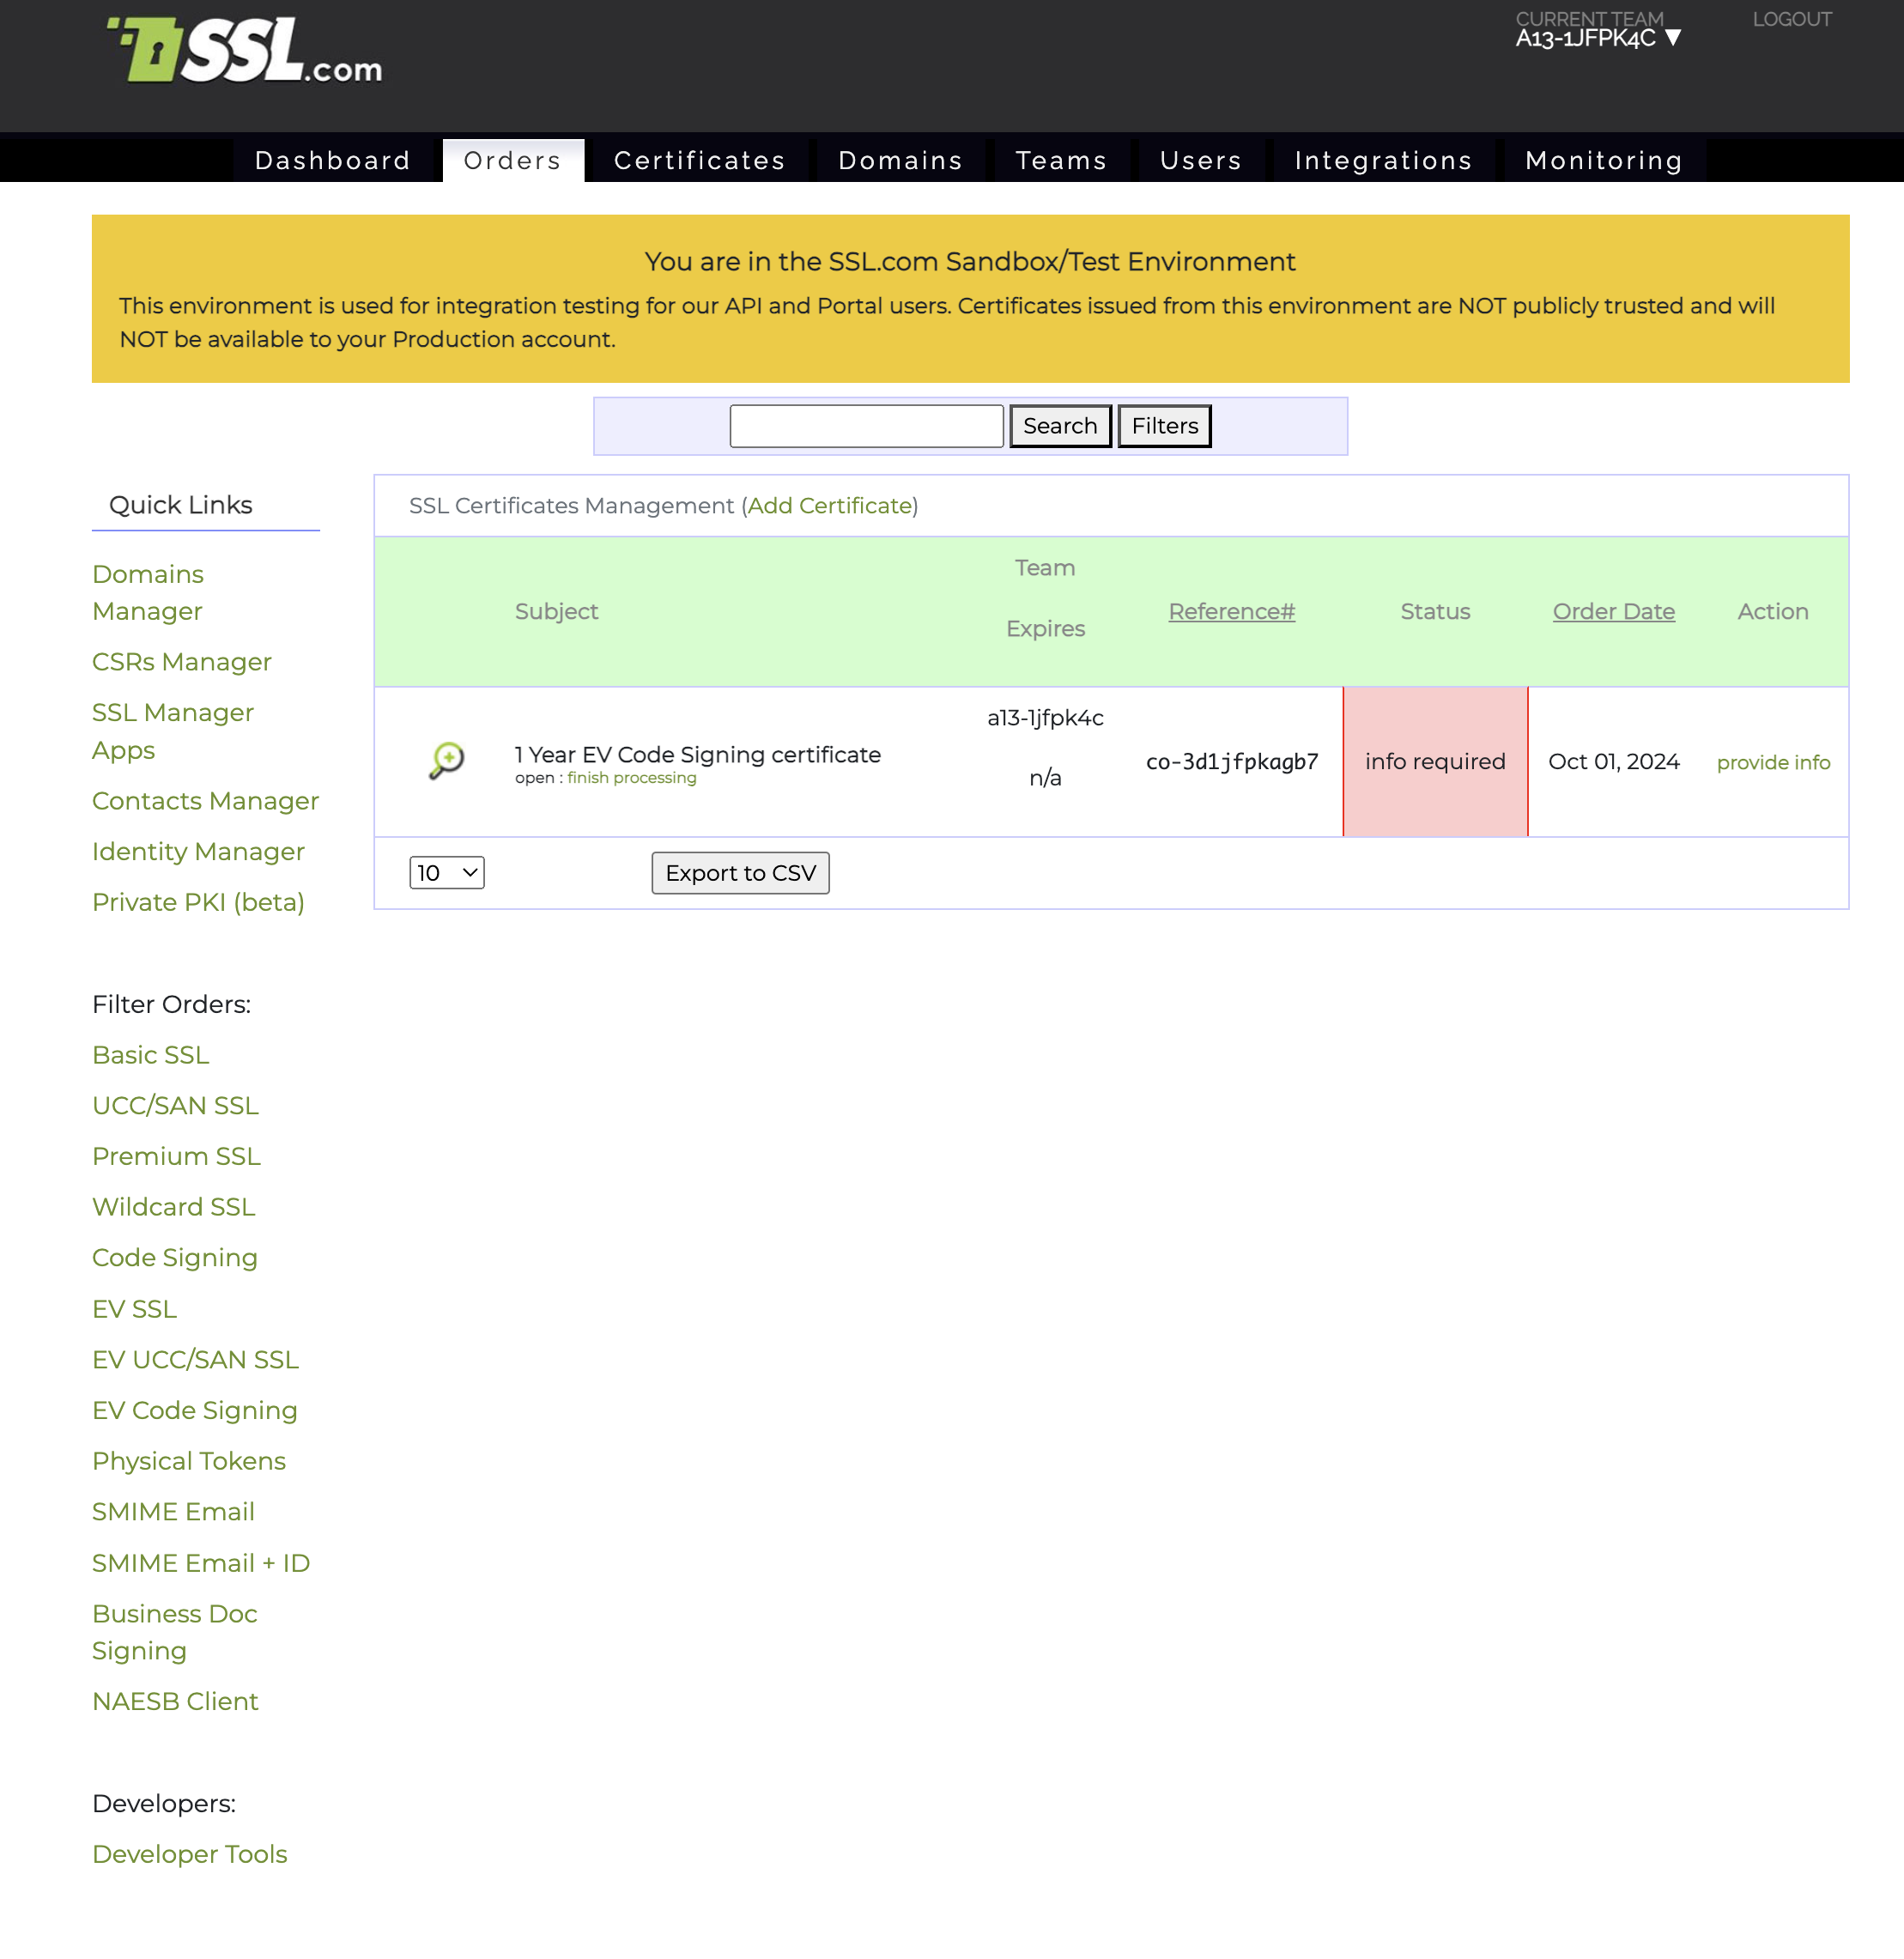 SSL.com
CURRENT TEAM
A13-1JFPK4C ▼
LOGOUT
Dashboard
Orders
Certificates
Domains
Teams
Users
Integrations
Monitoring
You are in the SSL.com Sandbox/Test Environment
This environment is used for integration testing for our API and Portal users. Certificates issued from this environment are NOT publicly trusted and will
NOT be available to your Production account.
Search
Filters
Quick Links
Domains
Manager
CSRs Manager
SSL Manager
Apps
Contacts Manager
Identity Manager
Private PKI (beta)
Filter Orders:
Basic SSL
UCC/SAN SSL
Premium SSL
Wildcard SSL
Code Signing
EV SSL
EV UCC/SAN SSL
EV Code Signing
Physical Tokens
SMIME Email
SMIME Email + ID
Business Doc
Signing
NAESB Client
Developers:
Developer Tools
SSL Certificates Management (Add Certificate)
Subject
Team
Expires
Reference#
Status
Order Date
Action
1 Year EV Code Signing certificate
open : finish processing
a13-1jfpk4c
n/a
co-3d1jfpkagb7
info required
Oct 01, 2024
provide info
10
Export to CSV